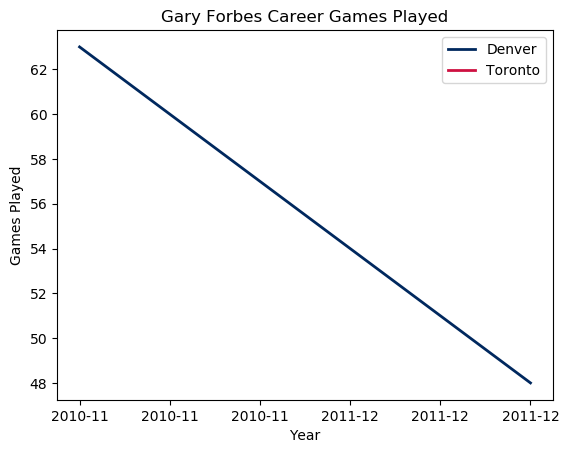 Gary Forbes Career Games Played
Denver
Toronto
62
60
58
56
54
52
50
48
Games Played
2010-11 2010-11 2010-11 2011-12 2011-12 2011-12
Year